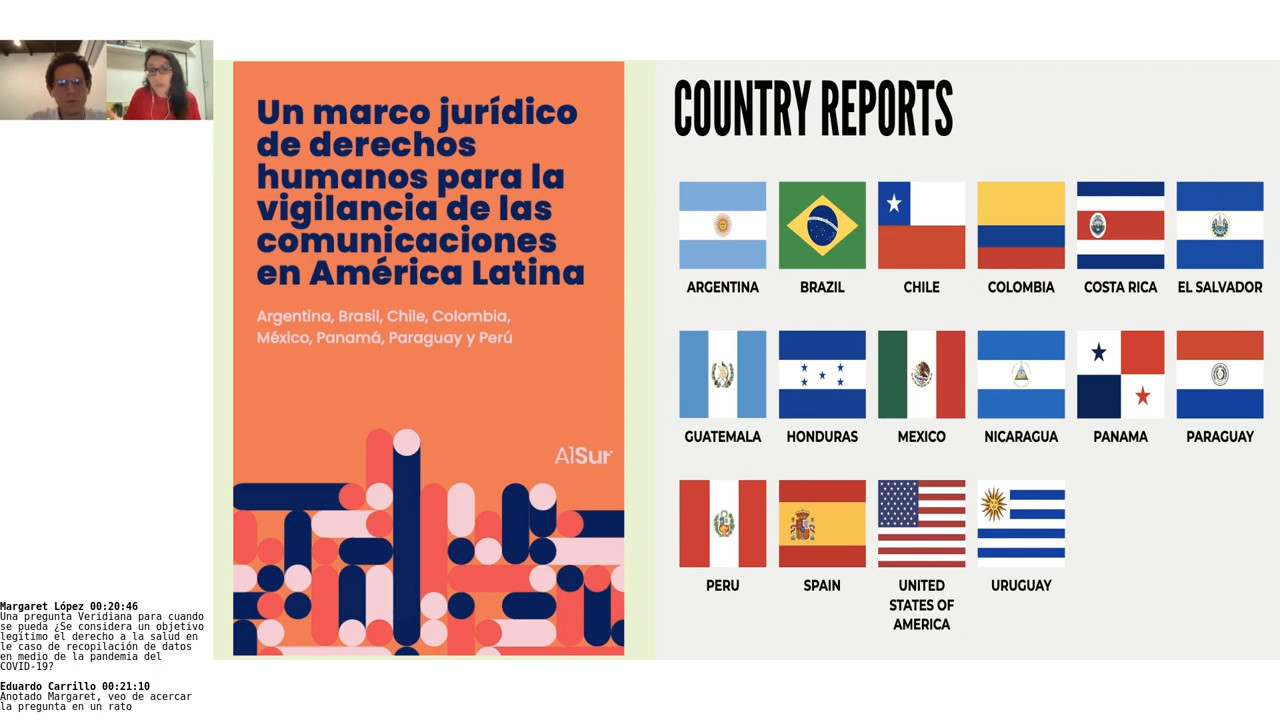 Un marco jurídico
de derechos
humanos para la
vigilancia de las
comunicaciones
en América Latina
Argentina, Brasil, Chile, Colombia,
México, Panamá, Paraguay y Perú
AlSur
COUNTRY REPORTS
ARGENTINA
BRAZIL
CHILE
COLOMBIA
COSTA RICA
EL SALVADOR
GUATEMALA
HONDURAS
MEXICO
NICARAGUA
PANAMA
PARAGUAY
PERU
SPAIN
UNITED
STATES OF
AMERICA
URUGUAY
Margaret López 00:20:46
Una pregunta Veridiana para cuando
se pueda ¿Se considera un objetivo
legítimo el derecho a la salud en
le caso de recopilación de datos
en medio de la pandemia del
COVID-19?
Eduardo Carrillo 00:21:10
Anotado Margaret, veo de acercar
la pregunta en un rato